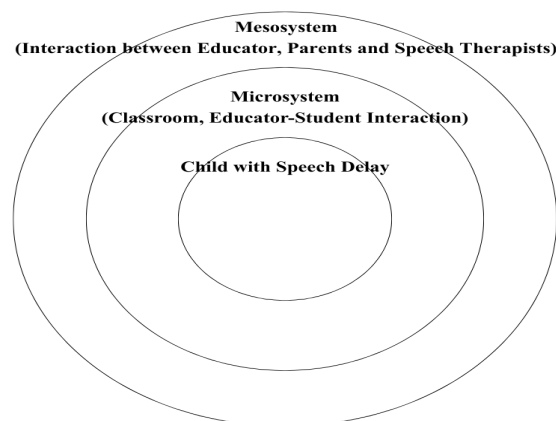 Mesosystem
(Interaction between Educator, Parents and Speech Therapists)
Microsystem
(Classroom, Educator-Student Interaction)
Child with Speech Delay